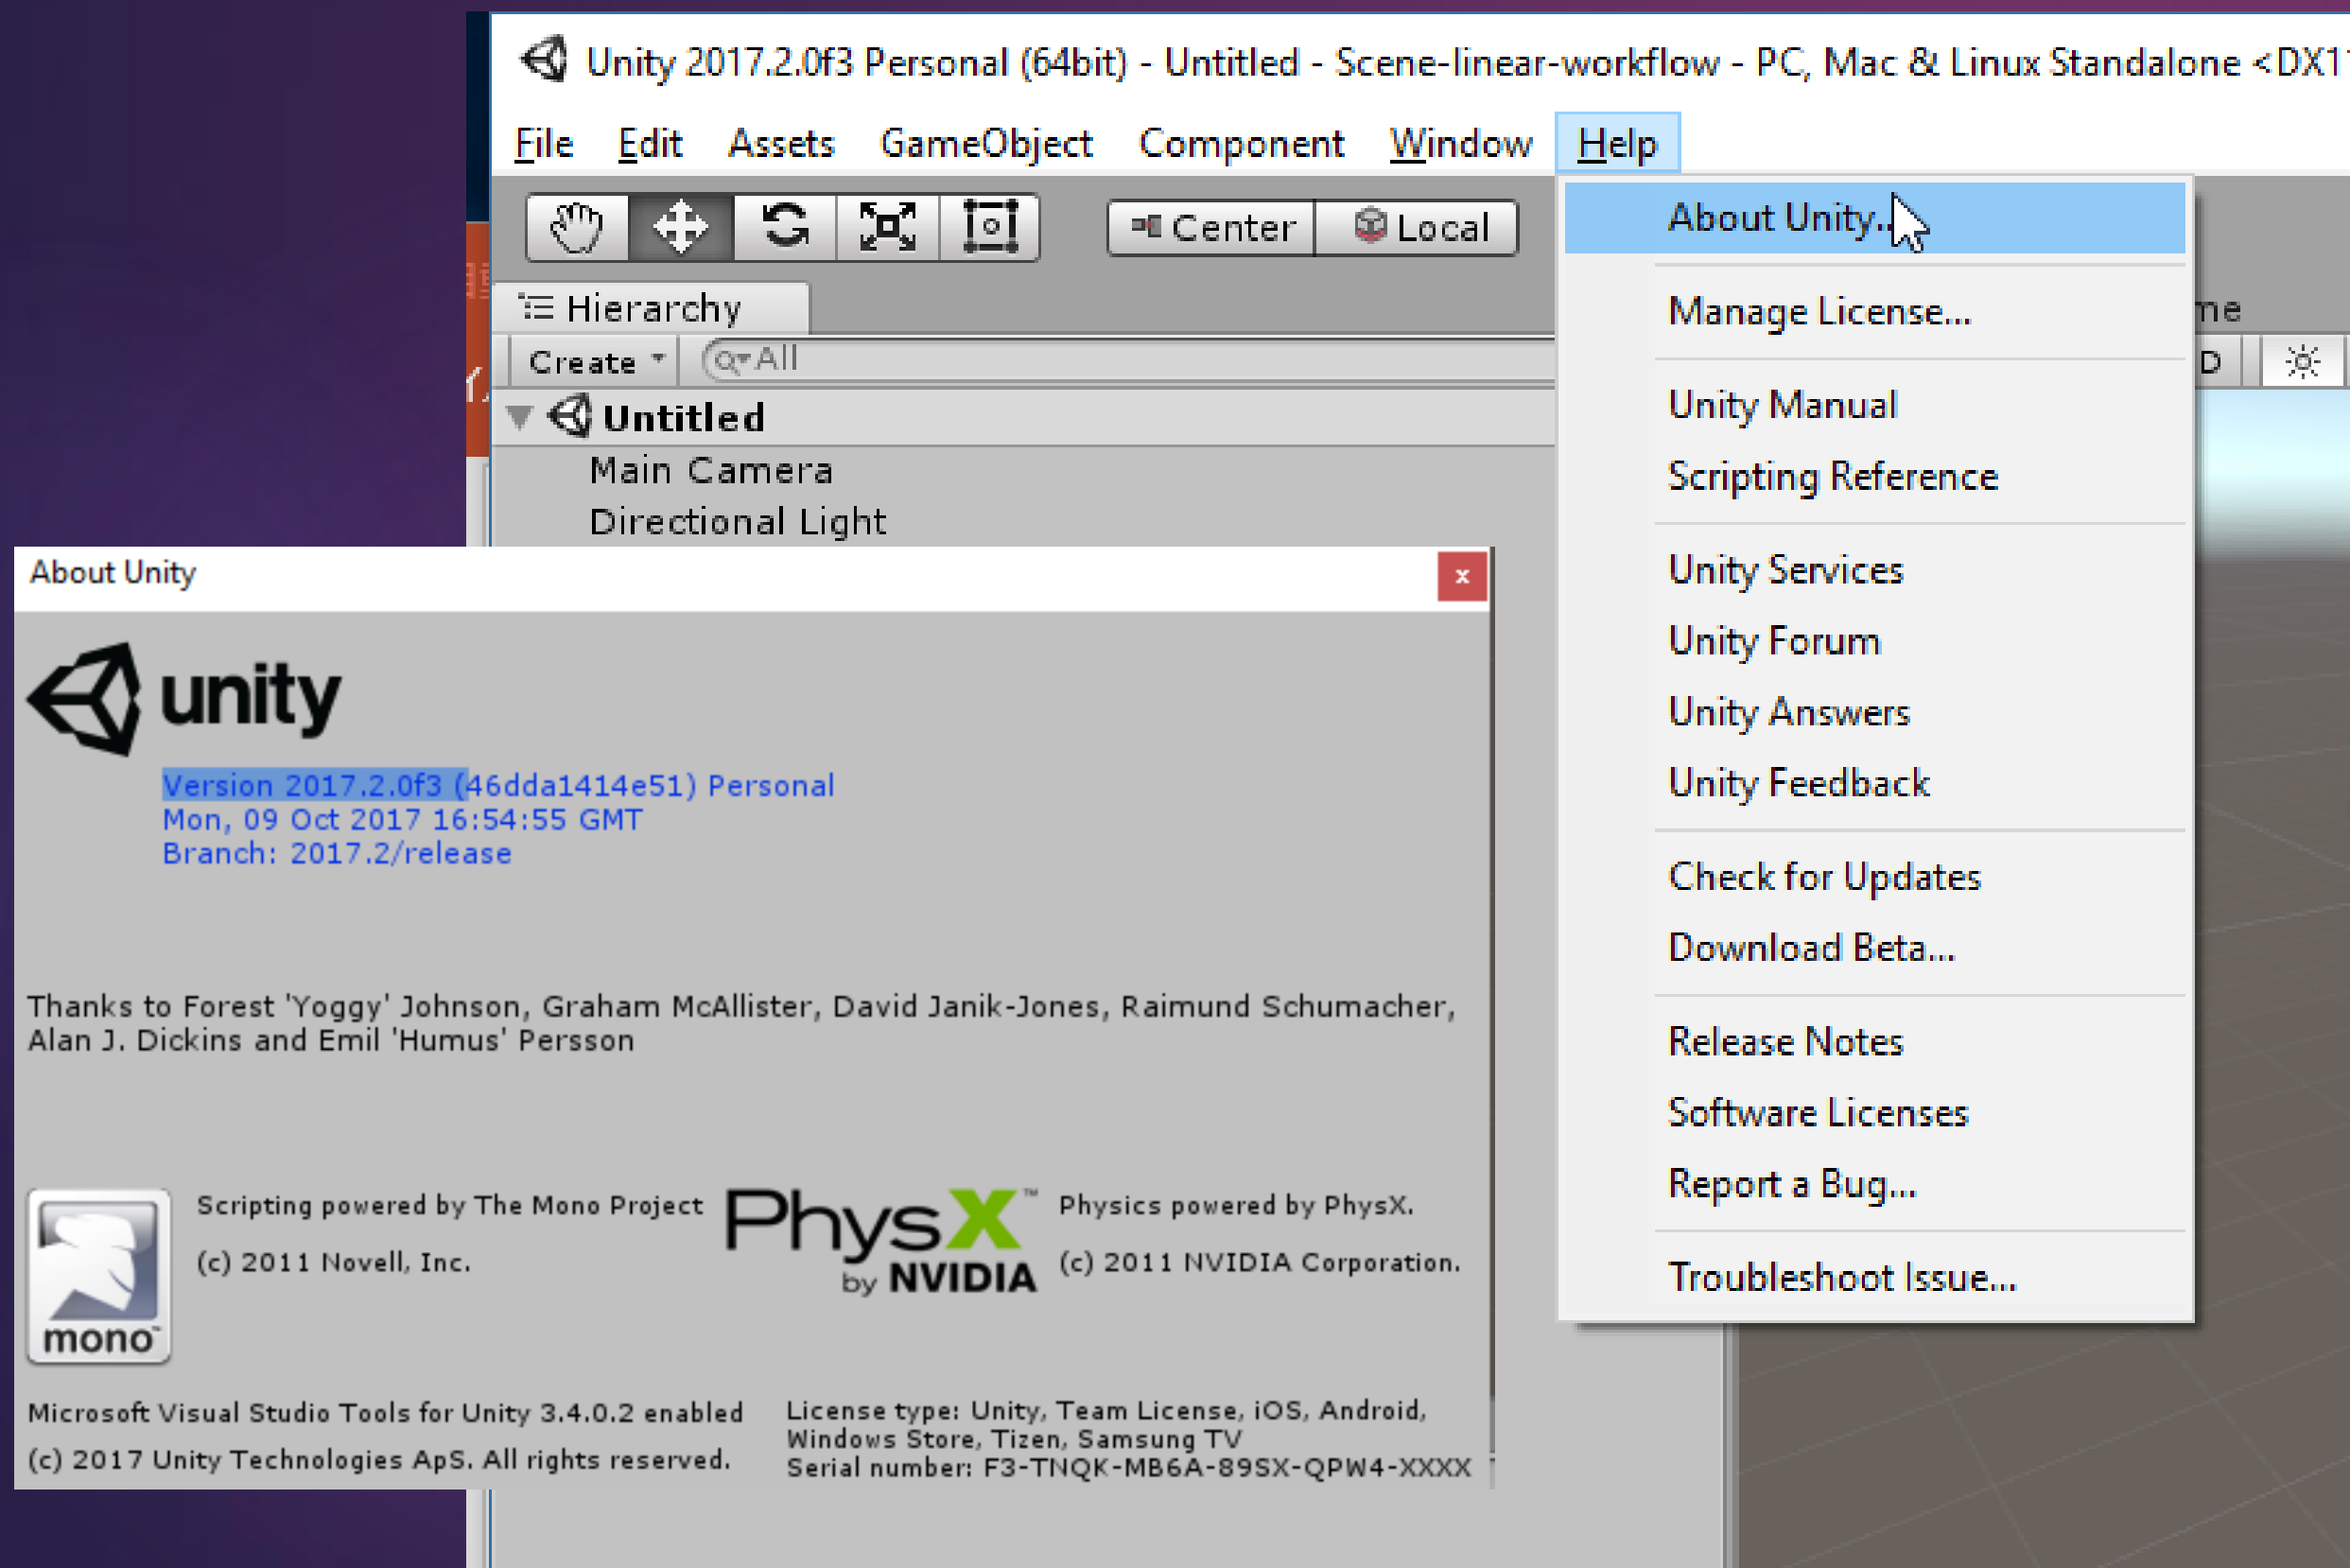 Unity 2017.2.0f3 Personal (64bit) - Untitled - Scene-linear-workflow - PC, Mac & Linux Standalone <DX1
File Edit Assets GameObject Component Window Help
Center Local
Hierarchy
Create All
Untitled
Main Camera
Directional Light
About Unity...
Manage License...
Unity Manual
Scripting Reference
Unity Services
Unity Forum
Unity Answers
Unity Feedback
Check for Updates
Download Beta...
Release Notes
Software Licenses
Report a Bug...
Troubleshoot Issue...
me
D
About Unity
x
unity
Version 2017.2.0f3 (46dda1414e51) Personal
Mon, 09 Oct 2017 16:54:55 GMT
Branch: 2017.2/release
Thanks to Forest 'Yoggy' Johnson, Graham McAllister, David Janik-Jones, Raimund Schumacher,
Alan J. Dickins and Emil 'Humus' Persson
mono™
Scripting powered by The Mono Project
(c) 2011 Novell, Inc.
PhysX™
by NVIDIA
Physics powered by PhysX.
(c) 2011 NVIDIA Corporation.
Microsoft Visual Studio Tools for Unity 3.4.0.2 enabled
(c) 2017 Unity Technologies ApS. All rights reserved.
License type: Unity, Team License, iOS, Android,
Windows Store, Tizen, Samsung TV
Serial number: F3-TNQK-MB6A-89SX-QPW4-XXXX